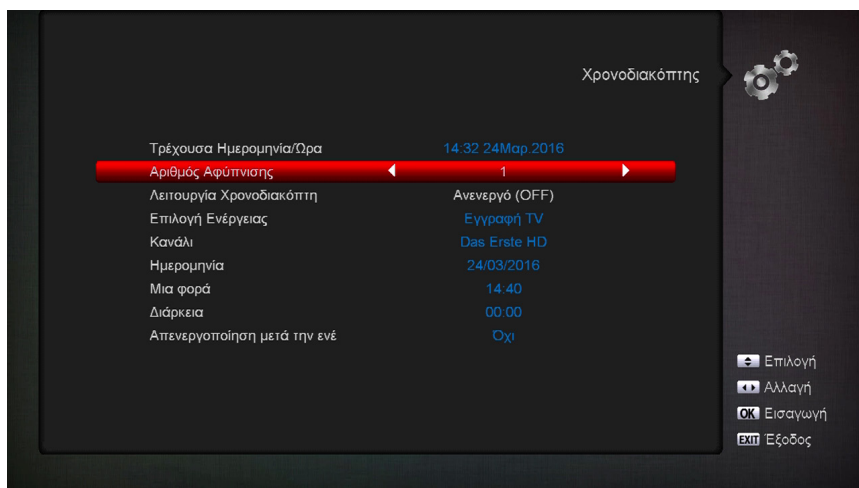 Χρονοδιακόπτης
Τρέχουσα Ημερομηνία/Ώρα 14:32 24Μαρ.2016
Αριθμός Αφύπνισης 1
Λειτουργία Χρονοδιακόπτη Ανενεργό (OFF)
Επιλογή Ενέργειας Εγγραφή TV
Κανάλι Das Erste HD
Ημερομηνία 24/03/2016
Μια φορά 14:40
Διάρκεια 00:00
Απενεργοποίηση μετά την ενέ Όχι
Επιλογή
Αλλαγή
OK Εισαγωγή
EXIT Έξοδος